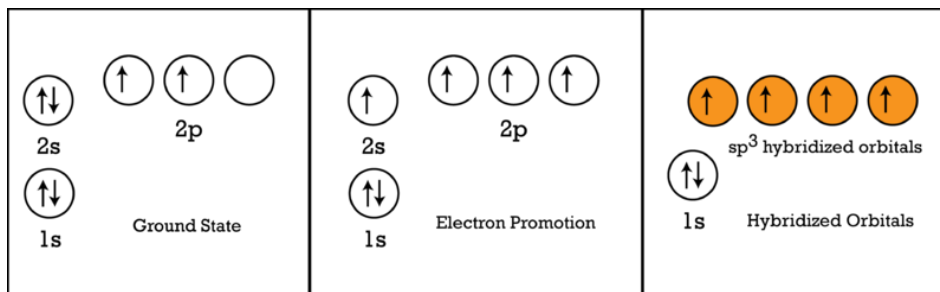 2s
2p
1s
Ground State
2s
2p
1s
Electron Promotion
sp³ hybridized orbitals
1s
Hybridized Orbitals